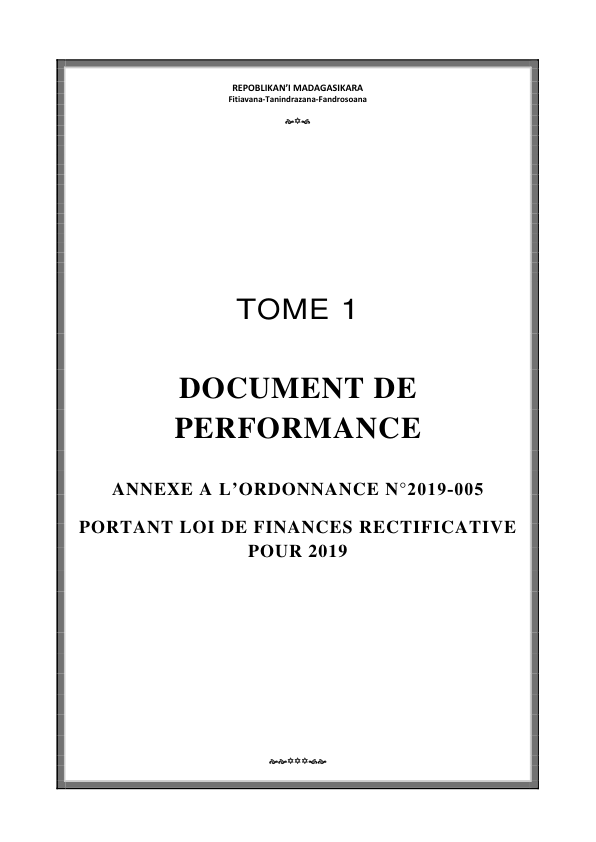 REPOBLIKAN'I MADAGASIKARA
Fitiavana-Tanindrazana-Fandrosoana
TOME 1
DOCUMENT DE
PERFORMANCE
ANNEXE A L'ORDONNANCE N°2019-005
PORTANT LOI DE FINANCES RECTIFICATIVE
POUR 2019